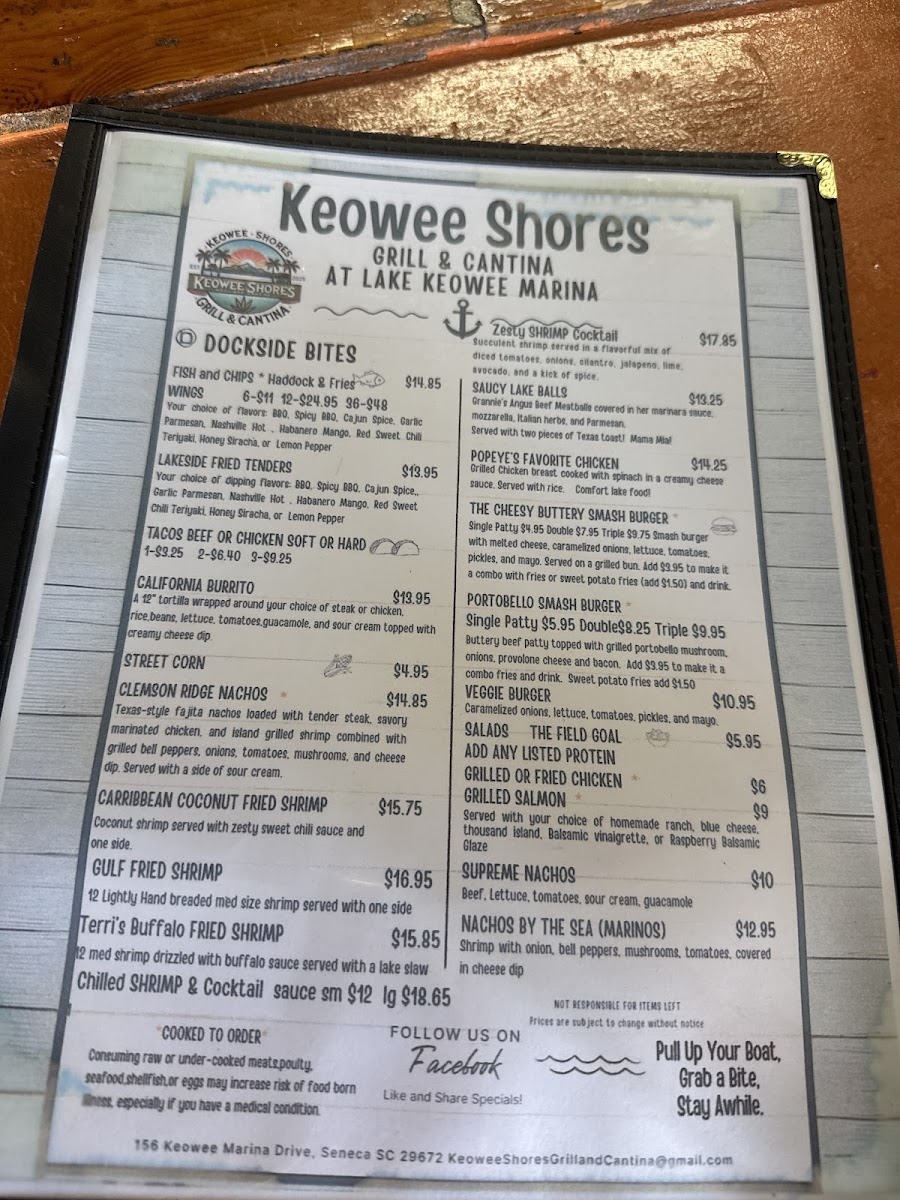 Keowee Shores
GRILL & CANTINA
AT LAKE KEOWEE MARINA
KEOWEE • SHORES
KEOWEE SHORES
GRILL & CANTINA
DOCKSIDE BITES
FISH and CHIPS * Haddock & Fries $14.85
WINGS 6-$11 12-$24.95 36-$48
Your choice of flavors: BBQ, Spicy BBQ, Cajun Spice, Garlic
Parmesan, Nashville Hot , Habanero Mango, Red Sweet Chili
Teriyaki, Honey Siracha, or Lemon Pepper
LAKESIDE FRIED TENDERS $13.95
Your choice of dipping flavors: BBQ, Spicy BBQ, Cajun Spice,,
Garlic Parmesan, Nashville Hot , Habanero Mango, Red Sweet
Chili Teriyaki, Honey Siracha, or Lemon Pepper
TACOS BEEF OR CHICKEN SOFT OR HARD
1-$3.25 2-$6.40 3-$9.25
CALIFORNIA BURRITO $13.95
A 12" tortilla wrapped around your choice of steak or chicken,
rice,beans, lettuce, tomatoes,guacamole, and sour cream topped with
creamy cheese dip.
STREET CORN $4.95
CLEMSON RIDGE NACHOS * $14.85
Texas-style fajita nachos loaded with tender steak, savory
marinated chicken, and island grilled shrimp combined with
grilled bell peppers, onions, tomatoes, mushrooms, and cheese
dip. Served with a side of sour cream.
CARRIBBEAN COCONUT FRIED SHRIMP $15.75
Coconut shrimp served with zesty sweet chili sauce and
one side.
GULF FRIED SHRIMP $16.95
12 Lightly Hand breaded med size shrimp served with one side
Terri's Buffalo FRIED SHRIMP $15.85
12 med shrimp drizzled with buffalo sauce served with a lake slaw
Chilled SHRIMP & Cocktail sauce sm $12 lg $18.65
Zesty SHRIMP Cocktail $17.85
Succulent shrimp served in a flavorful mix of
diced tomatoes, onions, cilantro, jalapeno, lime,
avocado, and a kick of spice.
SAUCY LAKE BALLS $13.25
Grannie's Angus Beef Meatballs covered in her marinara sauce,
mozzarella, Italian herbs, and Parmesan.
Served with two pieces of Texas toast! Mama Mia!
POPEYE'S FAVORITE CHICKEN $14.25
Grilled Chicken breast cooked with spinach in a creamy cheese
sauce. Served with rice. Comfort lake food!
THE CHEESY BUTTERY SMASH BURGER *
Single Patty $4.95 Double $7.95 Triple $9.75 Smash burger
with melted cheese, caramelized onions, lettuce, tomatoes,
pickles, and mayo. Served on a grilled bun. Add $3.95 to make it
a combo with fries or sweet potato fries (add $1.50) and drink.
PORTOBELLO SMASH BURGER *
Single Patty $5.95 Double$8.25 Triple $9.95
Buttery beef patty topped with grilled portobello mushroom,
onions, provolone cheese and bacon. Add $3.95 to make it a
combo fries and drink. Sweet potato fries add $1.50
VEGGIE BURGER $10.95
Caramelized onions, lettuce, tomatoes, pickles, and mayo.
SALADS THE FIELD GOAL $5.95
ADD ANY LISTED PROTEIN
GRILLED OR FRIED CHICKEN * $6
GRILLED SALMON * $9
Served with your choice of homemade ranch, blue cheese,
thousand island, Balsamic vinaigrette, or Raspberry Balsamic
Glaze
SUPREME NACHOS $10
Beef, Lettuce, tomatoes, sour cream, guacamole
NACHOS BY THE SEA (MARINOS) $12.95
Shrimp with onion, bell peppers, mushrooms, tomatoes, covered
in cheese dip
NOT RESPONSIBLE FOR ITEMS LEFT
Prices are subject to change without notice
*COOKED TO ORDER*
Consuming raw or under-cooked meats,poulty,
seafood,shellfish,or eggs may increase risk of food born
illness, especially if you have a medical condition.
FOLLOW US ON
Facebook
Like and Share Specials!
Pull Up Your Boat,
Grab a Bite,
Stay Awhile.
156 Keowee Marina Drive, Seneca SC 29672 KeoweeShoresGrillandCantina@gmail.com